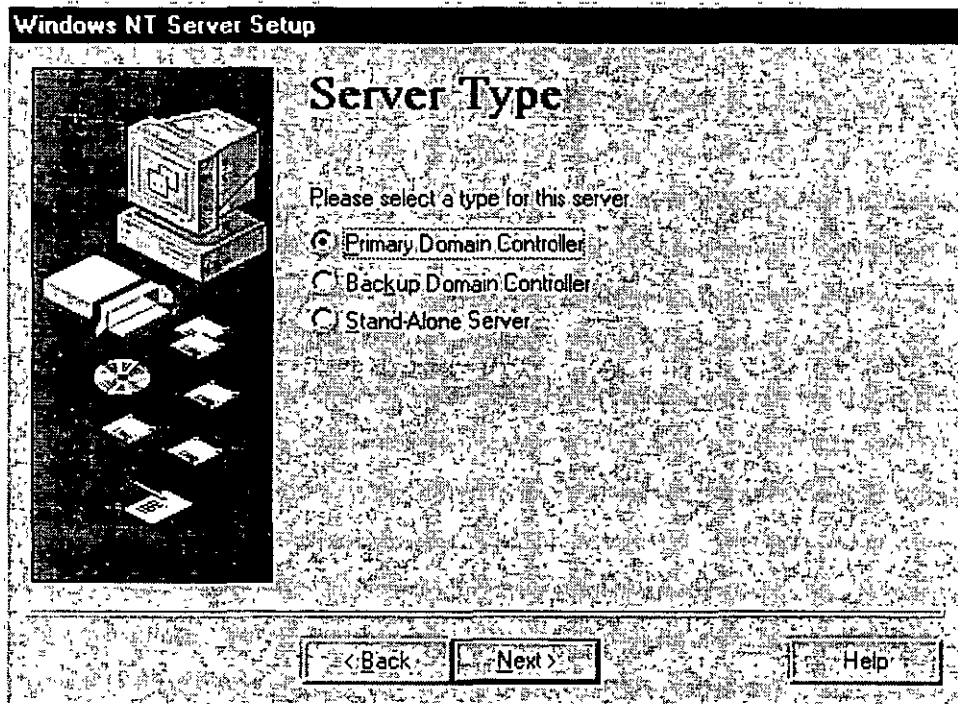 Windows NT Server Setup
Server Type
Please select a type for this server.
Primary Domain Controller
Backup Domain Controller
Stand-Alone Server
< Back
Next >
Help